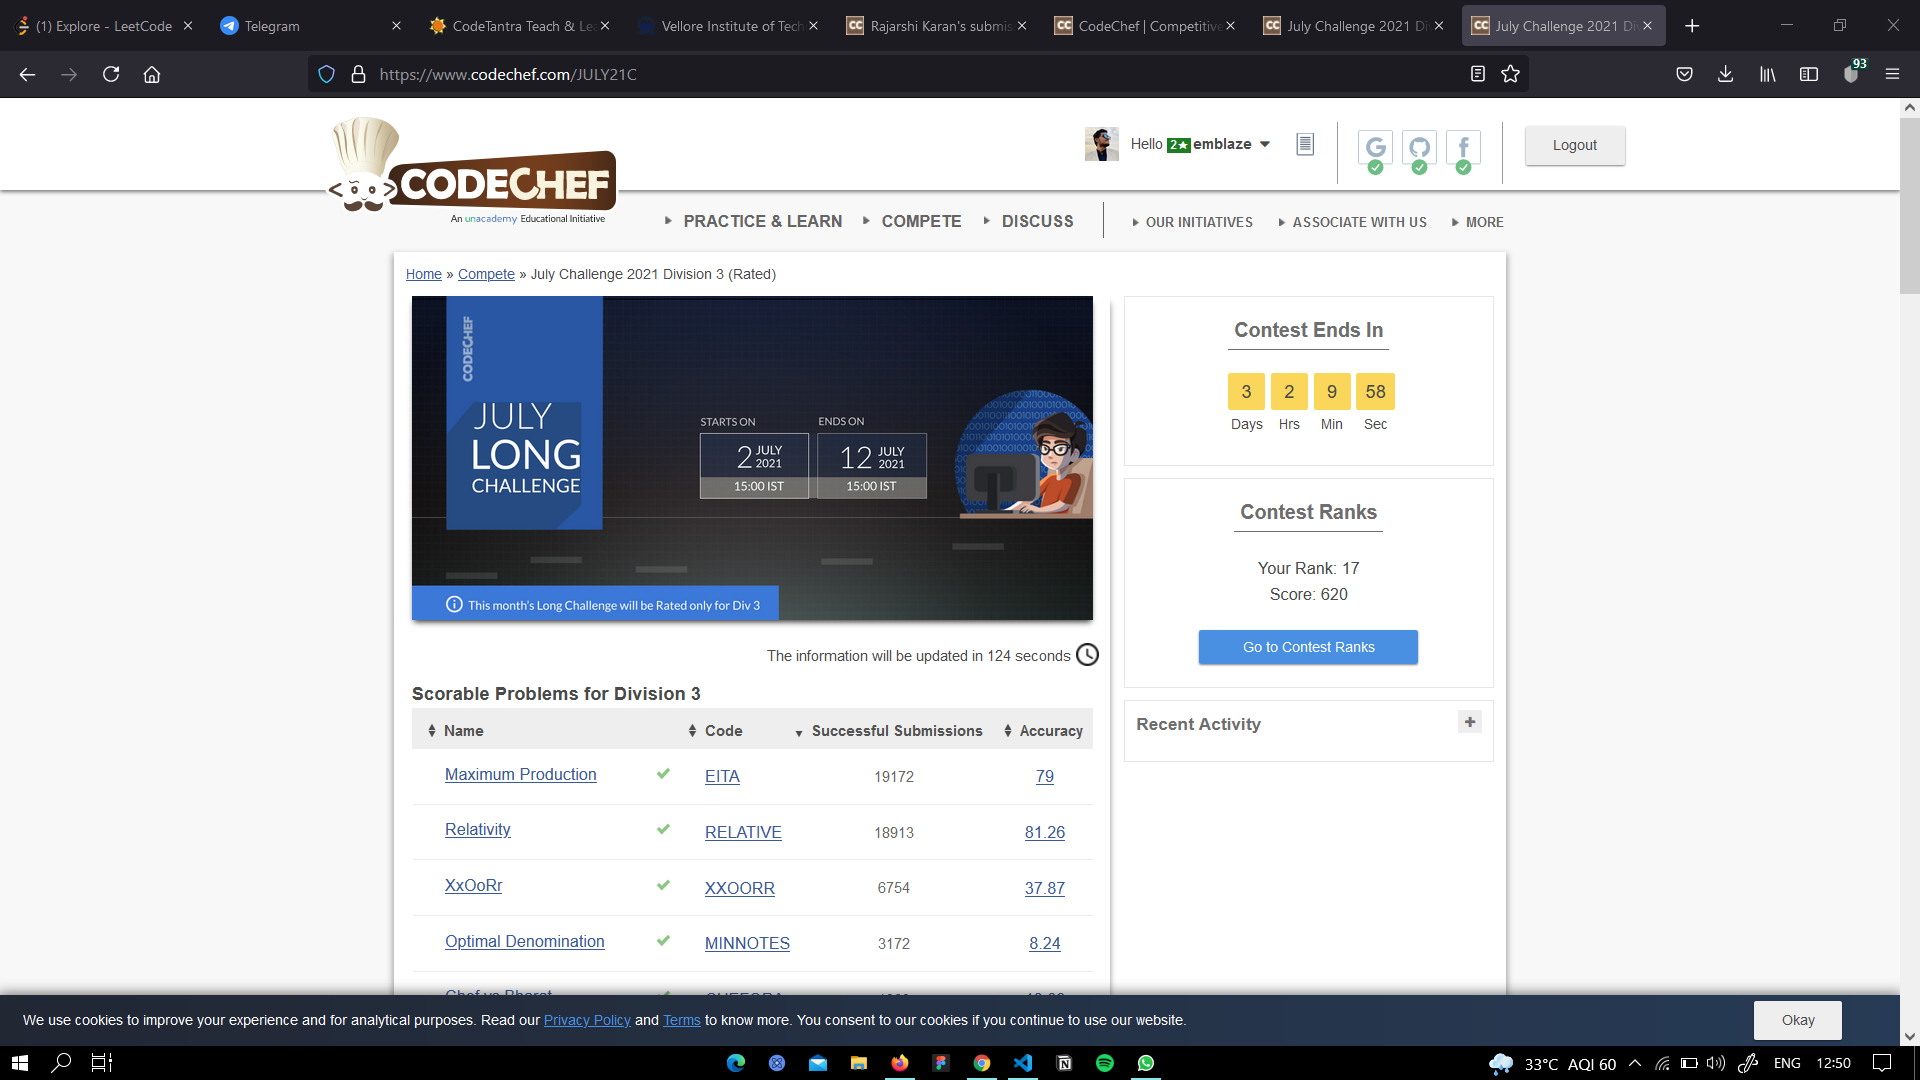 (1) Explore - LeetCode
Telegram
CodeTantra Teach & Lea
Vellore Institute of Tech
Rajarshi Karan's submis
CodeChef | Competitive
July Challenge 2021 Di
July Challenge 2021 Di
https://www.codechef.com/JULY21C
93
CODECHEF
An unacademy Educational Initiative
Hello 2★ emblaze
Logout
PRACTICE & LEARN
COMPETE
DISCUSS
OUR INITIATIVES
ASSOCIATE WITH US
MORE
Home » Compete » July Challenge 2021 Division 3 (Rated)
CODECHEF
JULY
LONG
CHALLENGE
STARTS ON
2 JULY 2021
15:00 IST
ENDS ON
12 JULY 2021
15:00 IST
This month's Long Challenge will be Rated only for Div 3
Contest Ends In
3 2 9 58
Days Hrs Min Sec
Contest Ranks
Your Rank: 17
Score: 620
Go to Contest Ranks
Recent Activity
The information will be updated in 124 seconds
Scorable Problems for Division 3
Name Code Successful Submissions Accuracy
Maximum Production EITA 19172 79
Relativity RELATIVE 18913 81.26
XxOoRr XXOORR 6754 37.87
Optimal Denomination MINNOTES 3172 8.24
We use cookies to improve your experience and for analytical purposes. Read our Privacy Policy and Terms to know more. You consent to our cookies if you continue to use our website.
Okay
33°C AQI 60
ENG
12:50